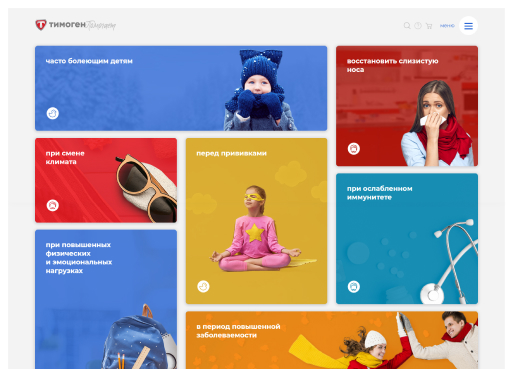 тимоген
меню
часто болеющим детям
восстановить слизистую
носа
при смене
климата
перед прививками
при ослабленном
иммунитете
при повышенных
физических
и эмоциональных
нагрузках
в период повышенной
заболеваемости